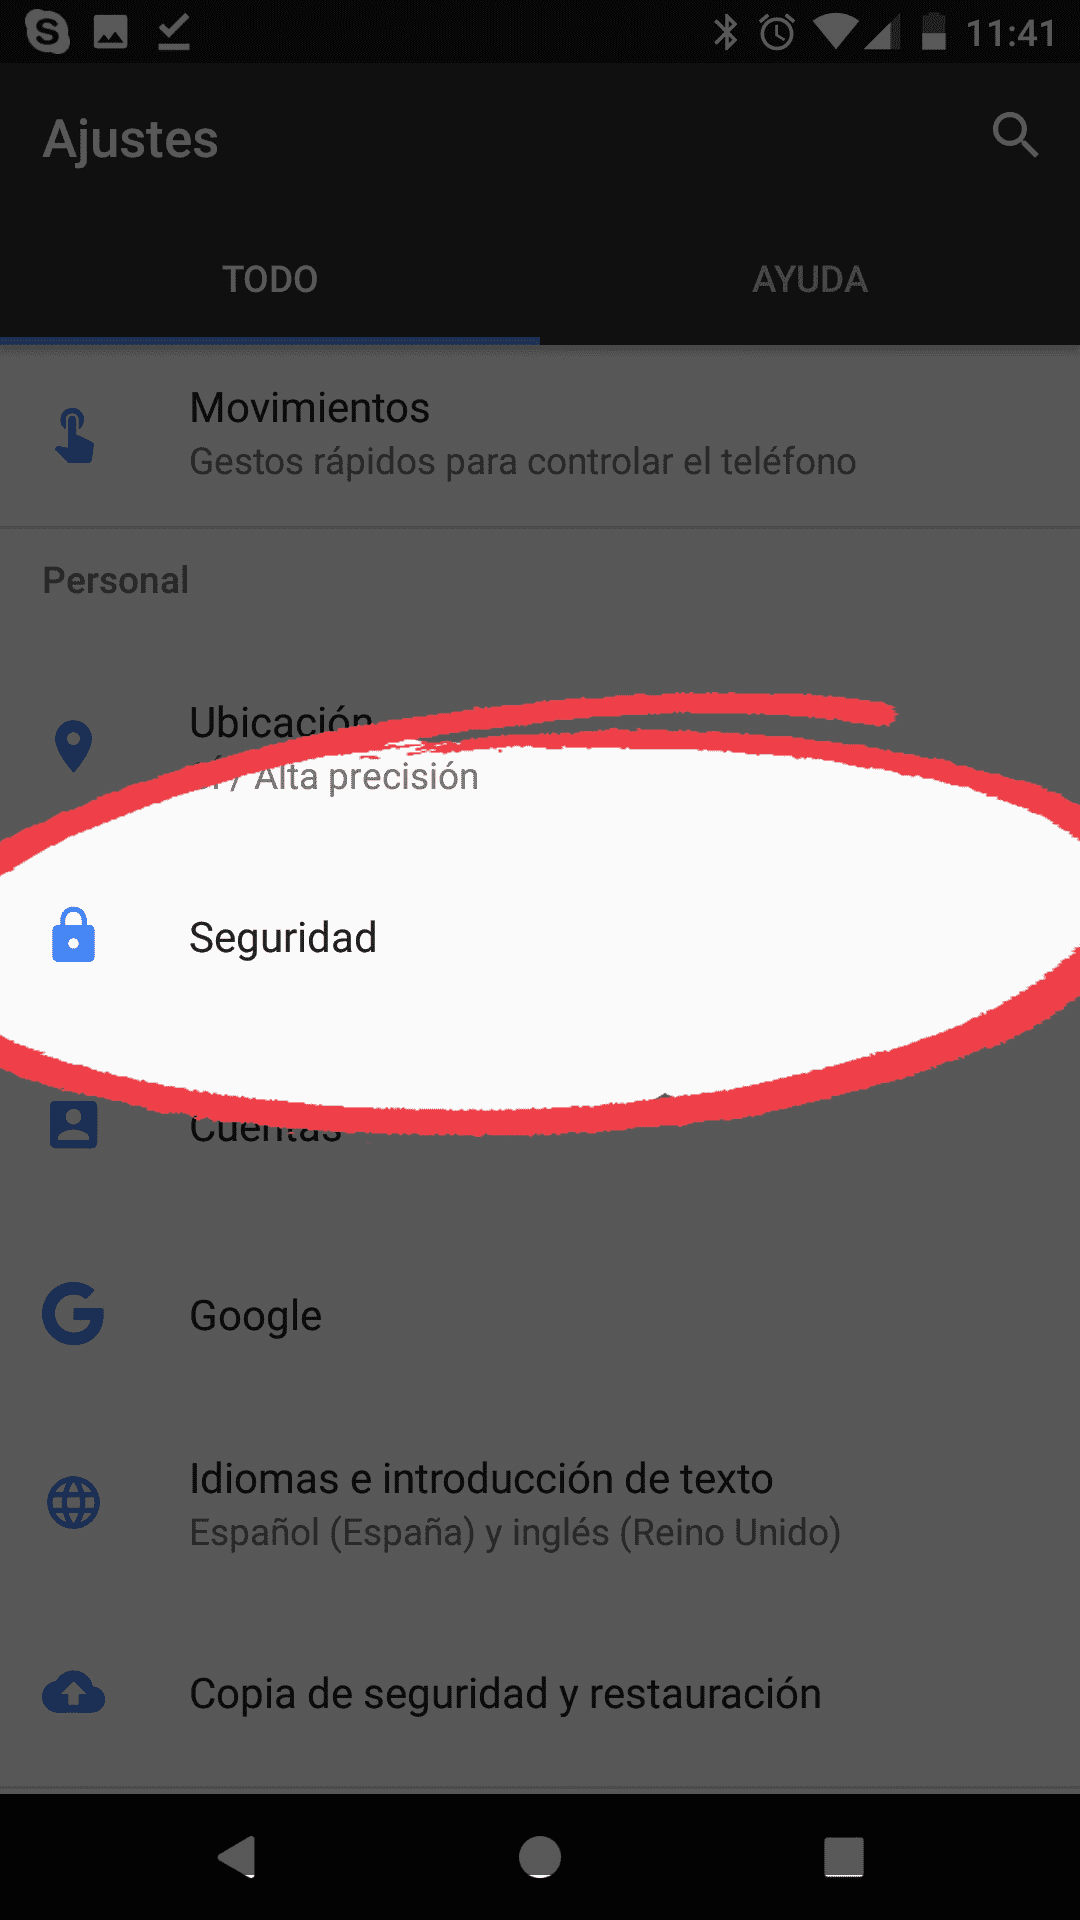 11:41
Ajustes
TODO
AYUDA
Movimientos
Gestos rápidos para controlar el teléfono
Personal
Ubicación
/ Alta precisión
Seguridad
Cuentas
Google
Idiomas e introducción de texto
Español (España) y inglés (Reino Unido)
Copia de seguridad y restauración